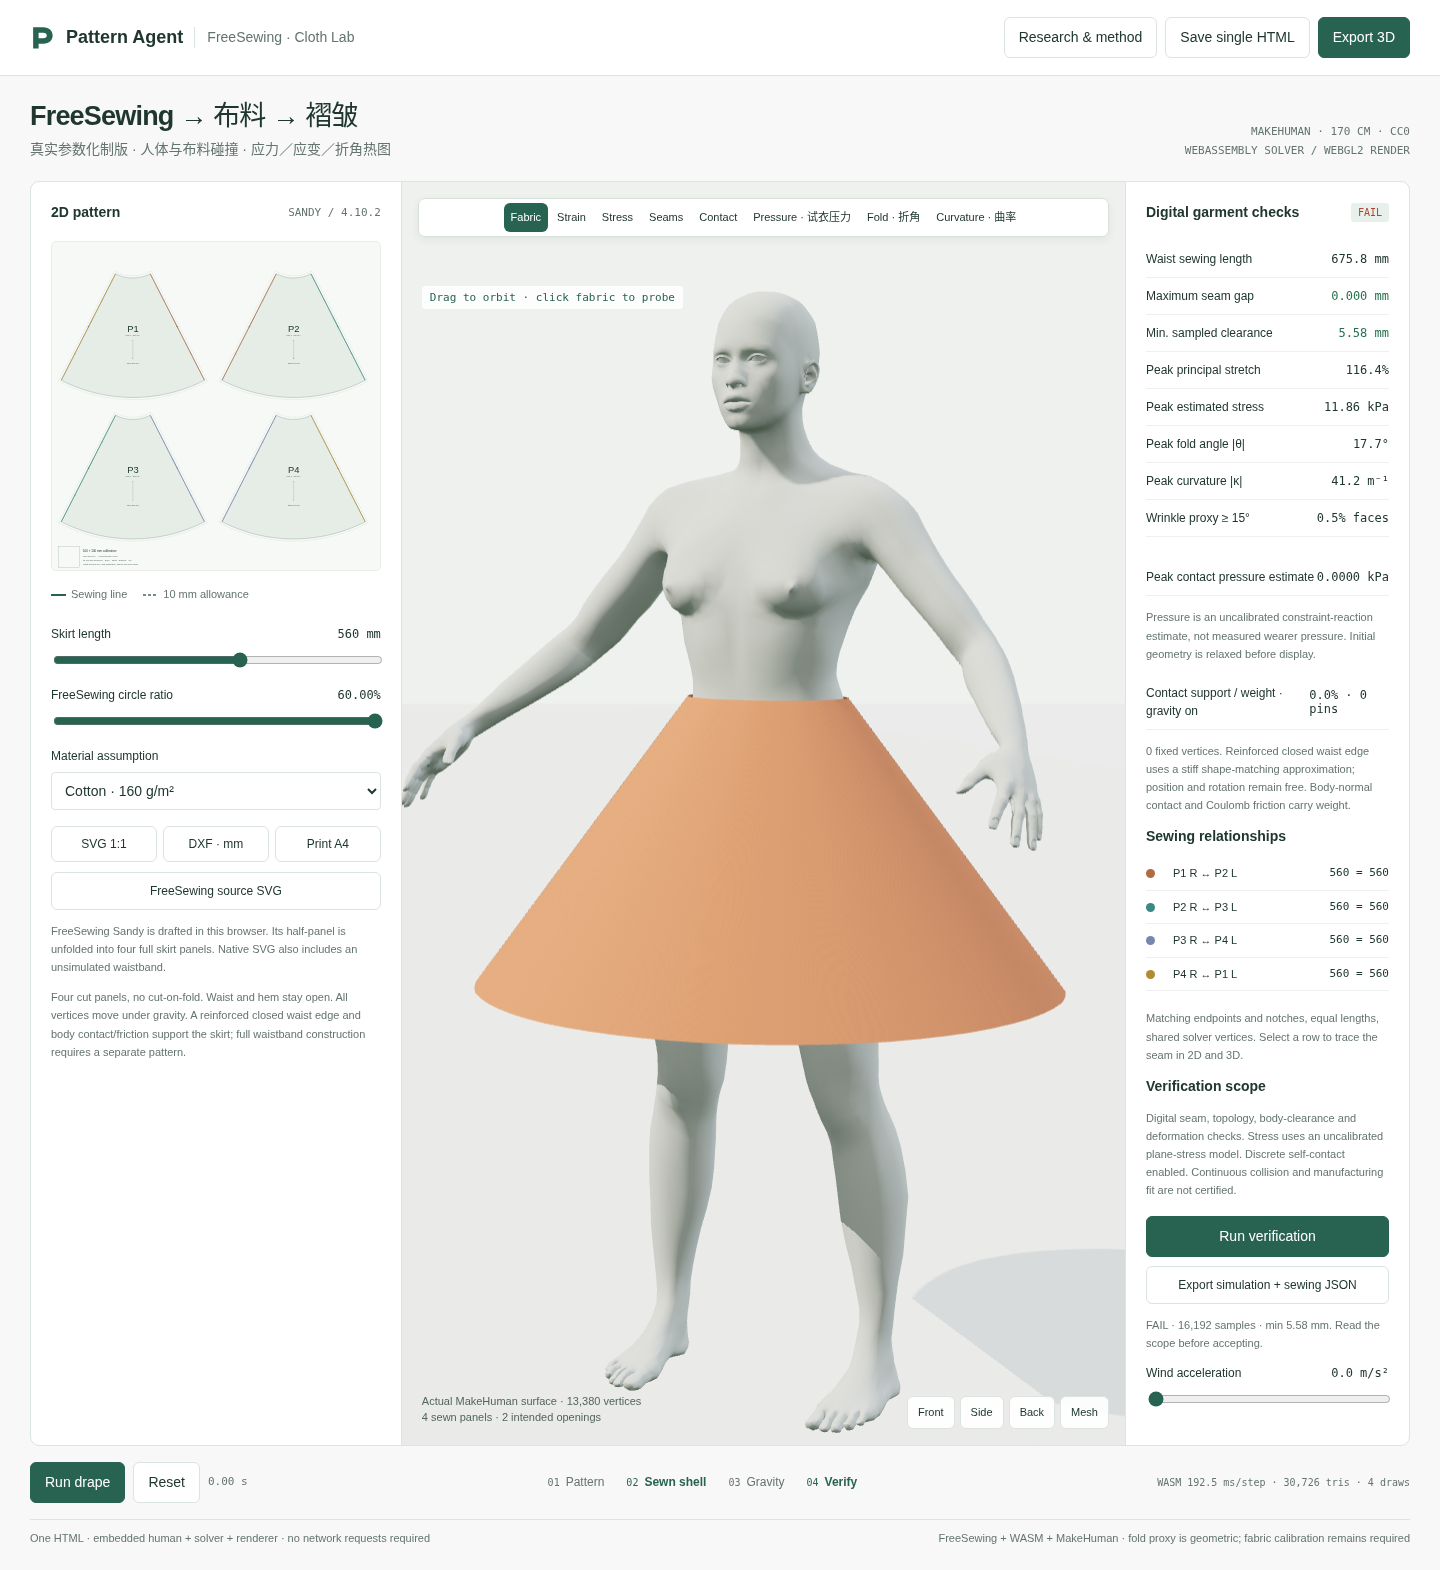 Pattern Agent
FreeSewing · Cloth Lab
Research & method
Save single HTML
Export 3D
FreeSewing → 布料 → 褶皱
真实参数化制版 · 人体与布料碰撞 · 应力／应变／折角热图
MAKEHUMAN · 170 CM · CC0
WEBASSEMBLY SOLVER / WEBGL2 RENDER
2D pattern
SANDY / 4.10.2
P1
P2
P3
P4
Sewing line
10 mm allowance
Skirt length
560 mm
FreeSewing circle ratio
60.00%
Material assumption
Cotton · 160 g/m²
SVG 1:1
DXF · mm
Print A4
FreeSewing source SVG
FreeSewing Sandy is drafted in this browser. Its half-panel is
unfolded into four full skirt panels. Native SVG also includes an
unsimulated waistband.
Four cut panels, no cut-on-fold. Waist and hem stay open. All
vertices move under gravity. A reinforced closed waist edge and
body contact/friction support the skirt; full waistband construction
requires a separate pattern.
Fabric
Strain
Stress
Seams
Contact
Pressure · 试衣压力
Fold · 折角
Curvature · 曲率
Drag to orbit · click fabric to probe
Actual MakeHuman surface · 13,380 vertices
4 sewn panels · 2 intended openings
Front
Side
Back
Mesh
Digital garment checks
FAIL
Waist sewing length
675.8 mm
Maximum seam gap
0.000 mm
Min. sampled clearance
5.58 mm
Peak principal stretch
116.4%
Peak estimated stress
11.86 kPa
Peak fold angle |θ|
17.7°
Peak curvature |κ|
41.2 m⁻¹
Wrinkle proxy ≥ 15°
0.5% faces
Peak contact pressure estimate
0.0000 kPa
Pressure is an uncalibrated constraint-reaction
estimate, not measured wearer pressure. Initial
geometry is relaxed before display.
Contact support / weight ·
gravity on
0.0% · 0
pins
0 fixed vertices. Reinforced closed waist edge
uses a stiff shape-matching approximation;
position and rotation remain free. Body-normal
contact and Coulomb friction carry weight.
Sewing relationships
P1 R ↔ P2 L
560 = 560
P2 R ↔ P3 L
560 = 560
P3 R ↔ P4 L
560 = 560
P4 R ↔ P1 L
560 = 560
Matching endpoints and notches, equal lengths,
shared solver vertices. Select a row to trace the
seam in 2D and 3D.
Verification scope
Digital seam, topology, body-clearance and
deformation checks. Stress uses an uncalibrated
plane-stress model. Discrete self-contact
enabled. Continuous collision and manufacturing
fit are not certified.
Run verification
Export simulation + sewing JSON
FAIL · 16,192 samples · min 5.58 mm. Read the
scope before accepting.
Wind acceleration
0.0 m/s²
Run drape
Reset
0.00 s
01 Pattern
02 Sewn shell
03 Gravity
04 Verify
WASM 192.5 ms/step · 30,726 tris · 4 draws
One HTML · embedded human + solver + renderer · no network requests required
FreeSewing + WASM + MakeHuman · fold proxy is geometric; fabric calibration remains required